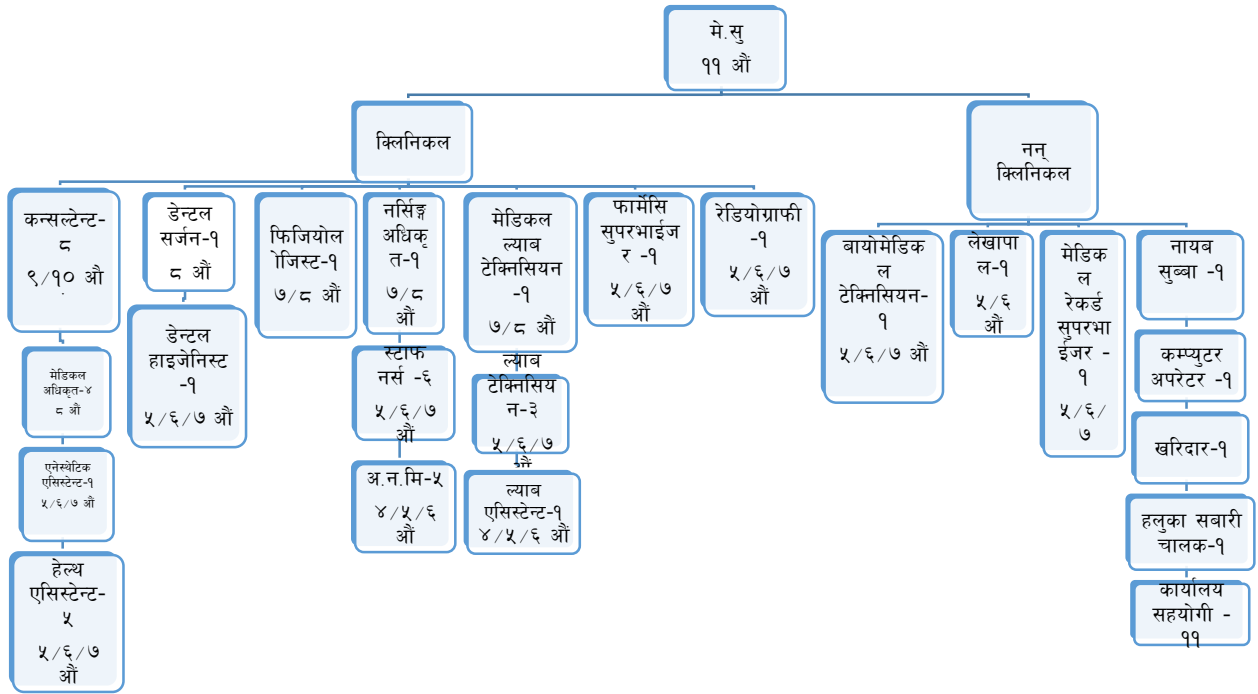 मे.सु
११ औं
क्लिनिकल
नन्
क्लिनिकल
कन्सल्टेन्ट-
८
९/१० औ
मेडिकल
अधिकृत-४
८ औं
एनेस्थेटिक
एसिस्टेन्ट-१
५/६/७ औ
हेल्थ
एसिस्टेन्ट-
५
५/६/७
औं
डेन्टल
सर्जन-१
८ औं
डेन्टल
हाइजेनिस्ट
-१
५/६/७ औं
फिजियोल
ोजिस्ट-१
७/८ औं
नर्सिङ्ग
अधिकृ
त-१
७/८
औं
स्टाफ
नर्स -६
५/६/७
औं
अ.न.मि-५
४/५/६
औं
मेडिकल
ल्याब
टेक्निसियन
-१
७/८ औं
ल्याब
टेक्निसिय
न-३
५/६/७
औं
ल्याब
एसिस्टेन्ट-१
४/५/६ औं
फार्मेसि
सुपरभाईज
र -१
५/६/७
औं
रेडियोग्राफी
-१
५/६/७
औं
बायोमेडिक
ल
टेक्निसियन-
१
५/६/७ औं
लेखापा
ल-१
५/६
औं
मेडिक
ल
रेकर्ड
सुपरभा
ईजर -
१
५/६/
७
नायब
सुब्बा -१
कम्प्युटर
अपरेटर -१
खरिदार-१
हलुका सबारी
चालक-१
कार्यालय
सहयोगी -
११